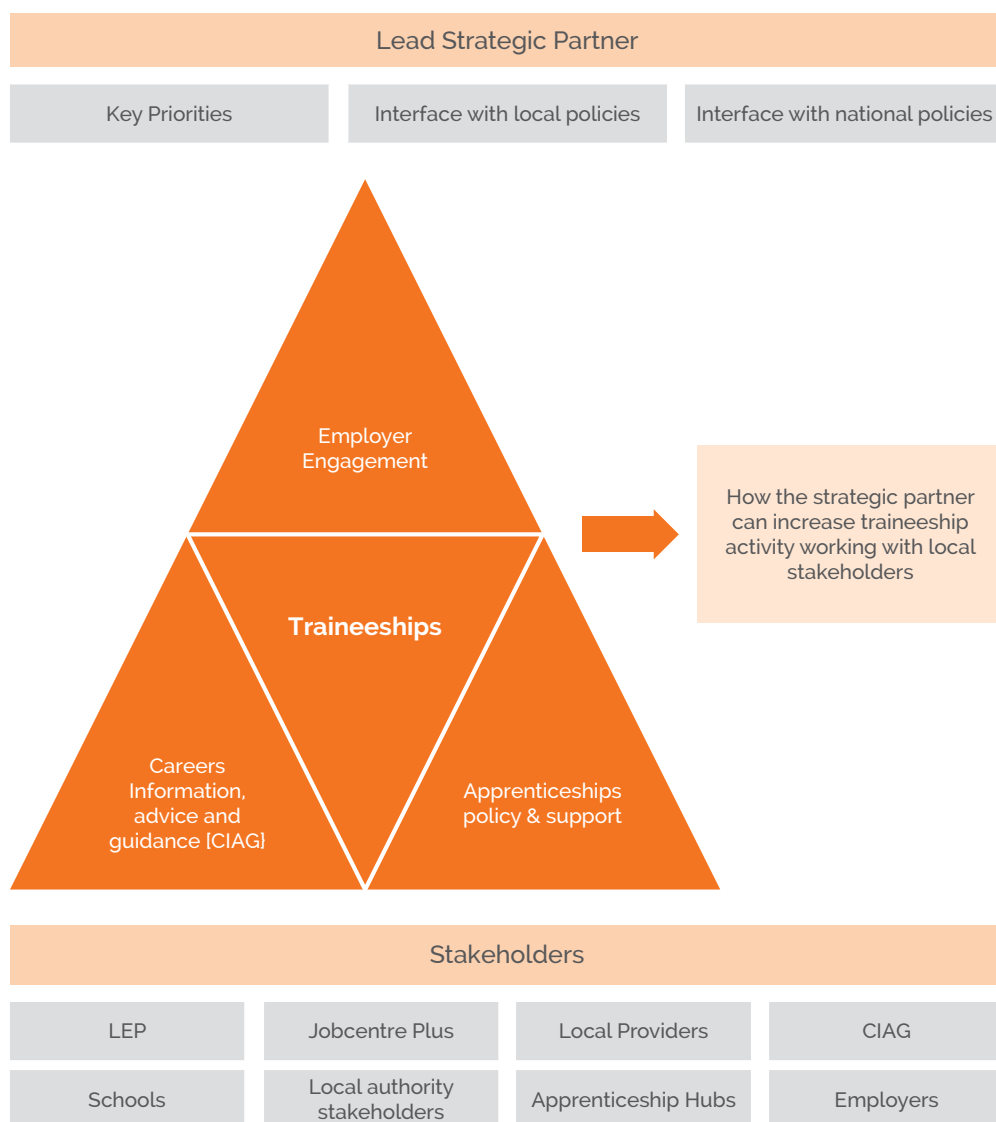 Lead Strategic Partner
Key Priorities
Interface with local policies
Interface with national policies
Employer
Engagement
How the strategic partner
can increase traineeship
activity working with local
stakeholders
Traineeships
Careers
Information,
advice and
guidance [CIAG}
Apprenticeships
policy & support
Stakeholders
LEP
Jobcentre Plus
Local Providers
CIAG
Schools
Local authority
stakeholders
Apprenticeship Hubs
Employers